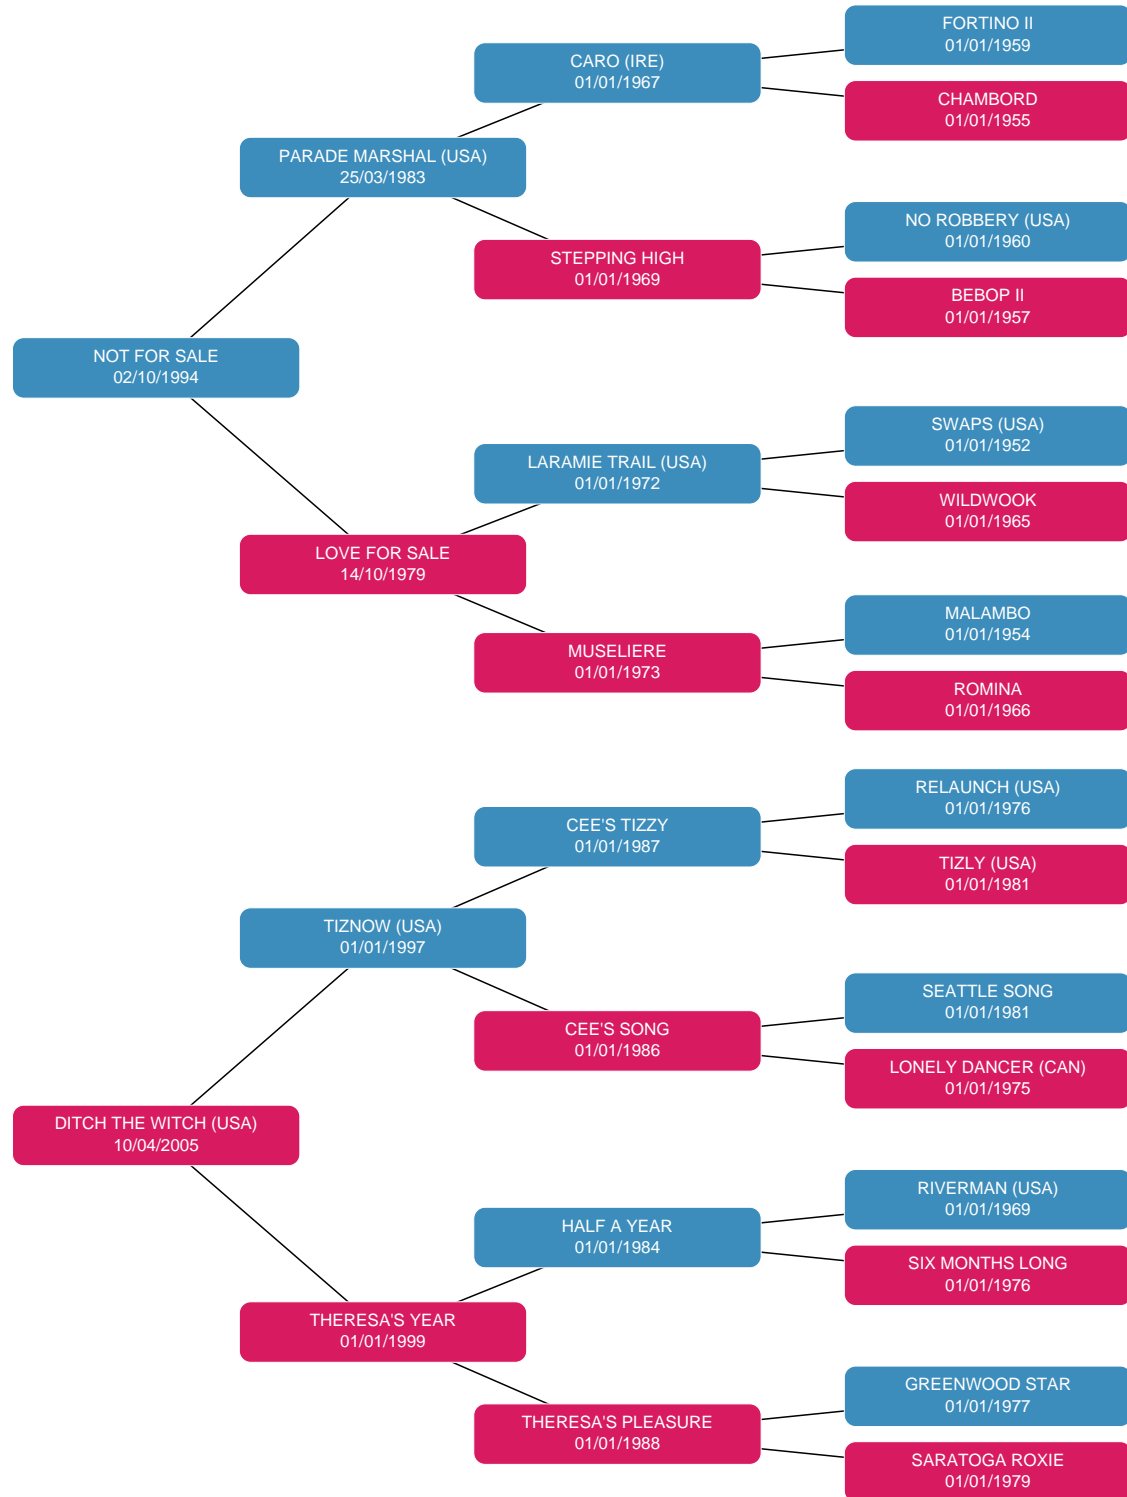 FORTINO II
01/01/1959
CARO (IRE)
01/01/1967
CHAMBORD
01/01/1955
PARADE MARSHAL (USA)
25/03/1983
NO ROBBERY (USA)
01/01/1960
STEPPING HIGH
01/01/1969
BEBOP II
01/01/1957
NOT FOR SALE
02/10/1994
SWAPS (USA)
01/01/1952
LARAMIE TRAIL (USA)
01/01/1972
WILDWOOK
01/01/1965
LOVE FOR SALE
14/10/1979
MALAMBO
01/01/1954
MUSELIERE
01/01/1973
ROMINA
01/01/1966
RELAUNCH (USA)
01/01/1976
CEE'S TIZZY
01/01/1987
TIZLY (USA)
01/01/1981
TIZNOW (USA)
01/01/1997
SEATTLE SONG
01/01/1981
CEE'S SONG
01/01/1986
LONELY DANCER (CAN)
01/01/1975
DITCH THE WITCH (USA)
10/04/2005
RIVERMAN (USA)
01/01/1969
HALF A YEAR
01/01/1984
SIX MONTHS LONG
01/01/1976
THERESA'S YEAR
01/01/1999
GREENWOOD STAR
01/01/1977
THERESA'S PLEASURE
01/01/1988
SARATOGA ROXIE
01/01/1979